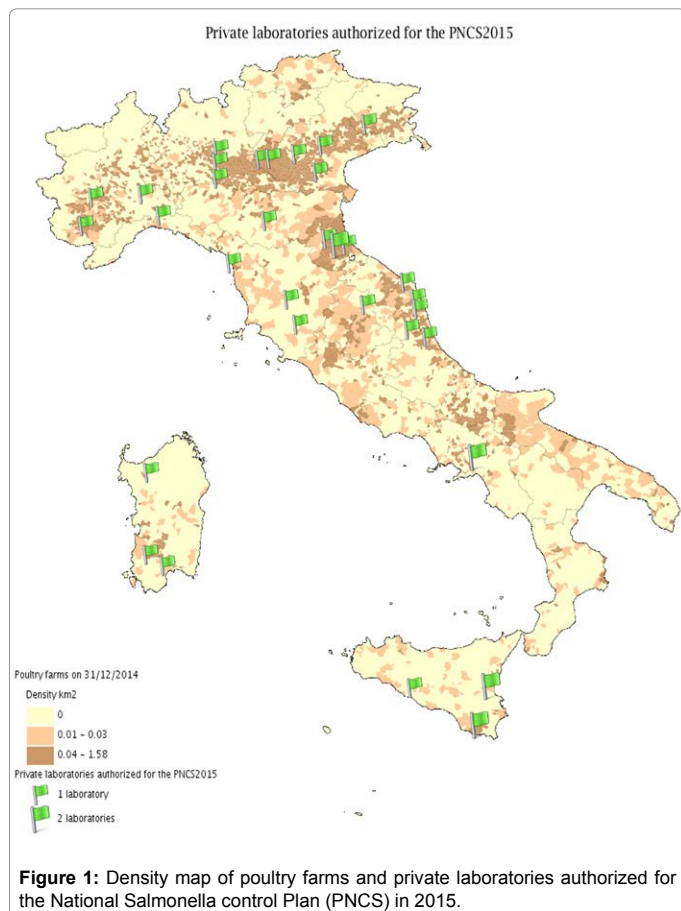 Private laboratories authorized for the PNCS2015
Poultry farms on 31/12/2014
Density km2
0
0.01 - 0.03
0.04 - 1.58
Private laboratories authorized for the PNCS2015
1 laboratory
2 laboratories
Figure 1: Density map of poultry farms and private laboratories authorized for
the National Salmonella control Plan (PNCS) in 2015.